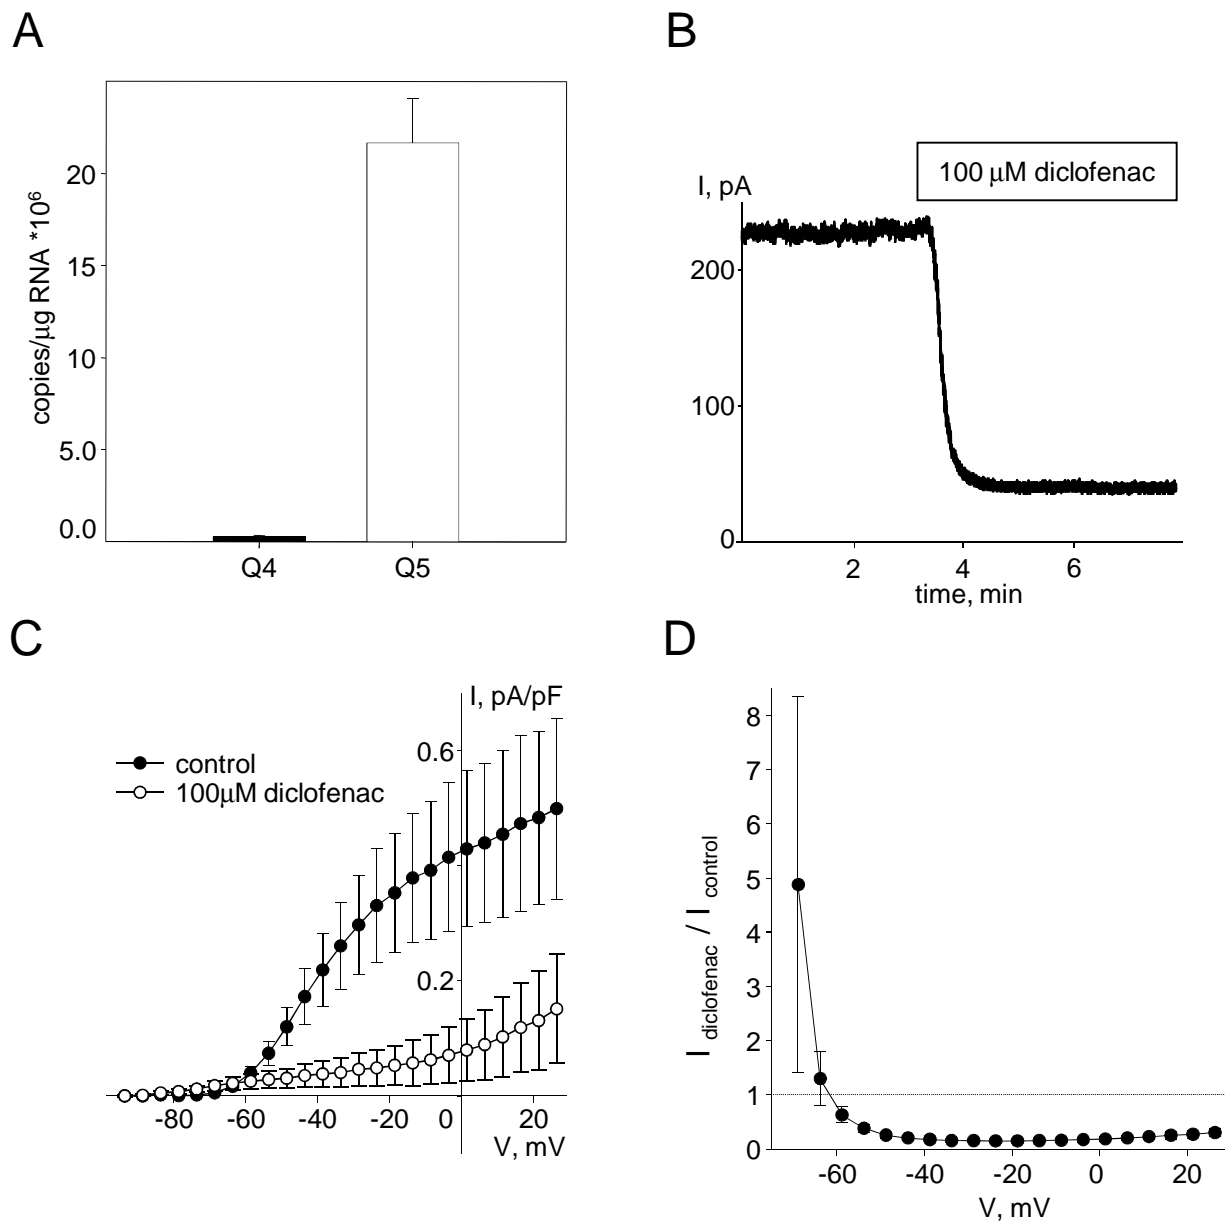 A
copies/μg RNA *10⁶
20
15
10
5.0
0.0
Q4
Q5
B
100 μM diclofenac
I, pA
200
100
0
2
4
6
time, min
C
I, pA/pF
0.6
control
100μM diclofenac
0.2
-80
-60
-40
-20
0
20
V, mV
D
I diclofenac / I control
8
7
6
5
4
3
2
1
0
-60
-40
-20
0
20
V, mV